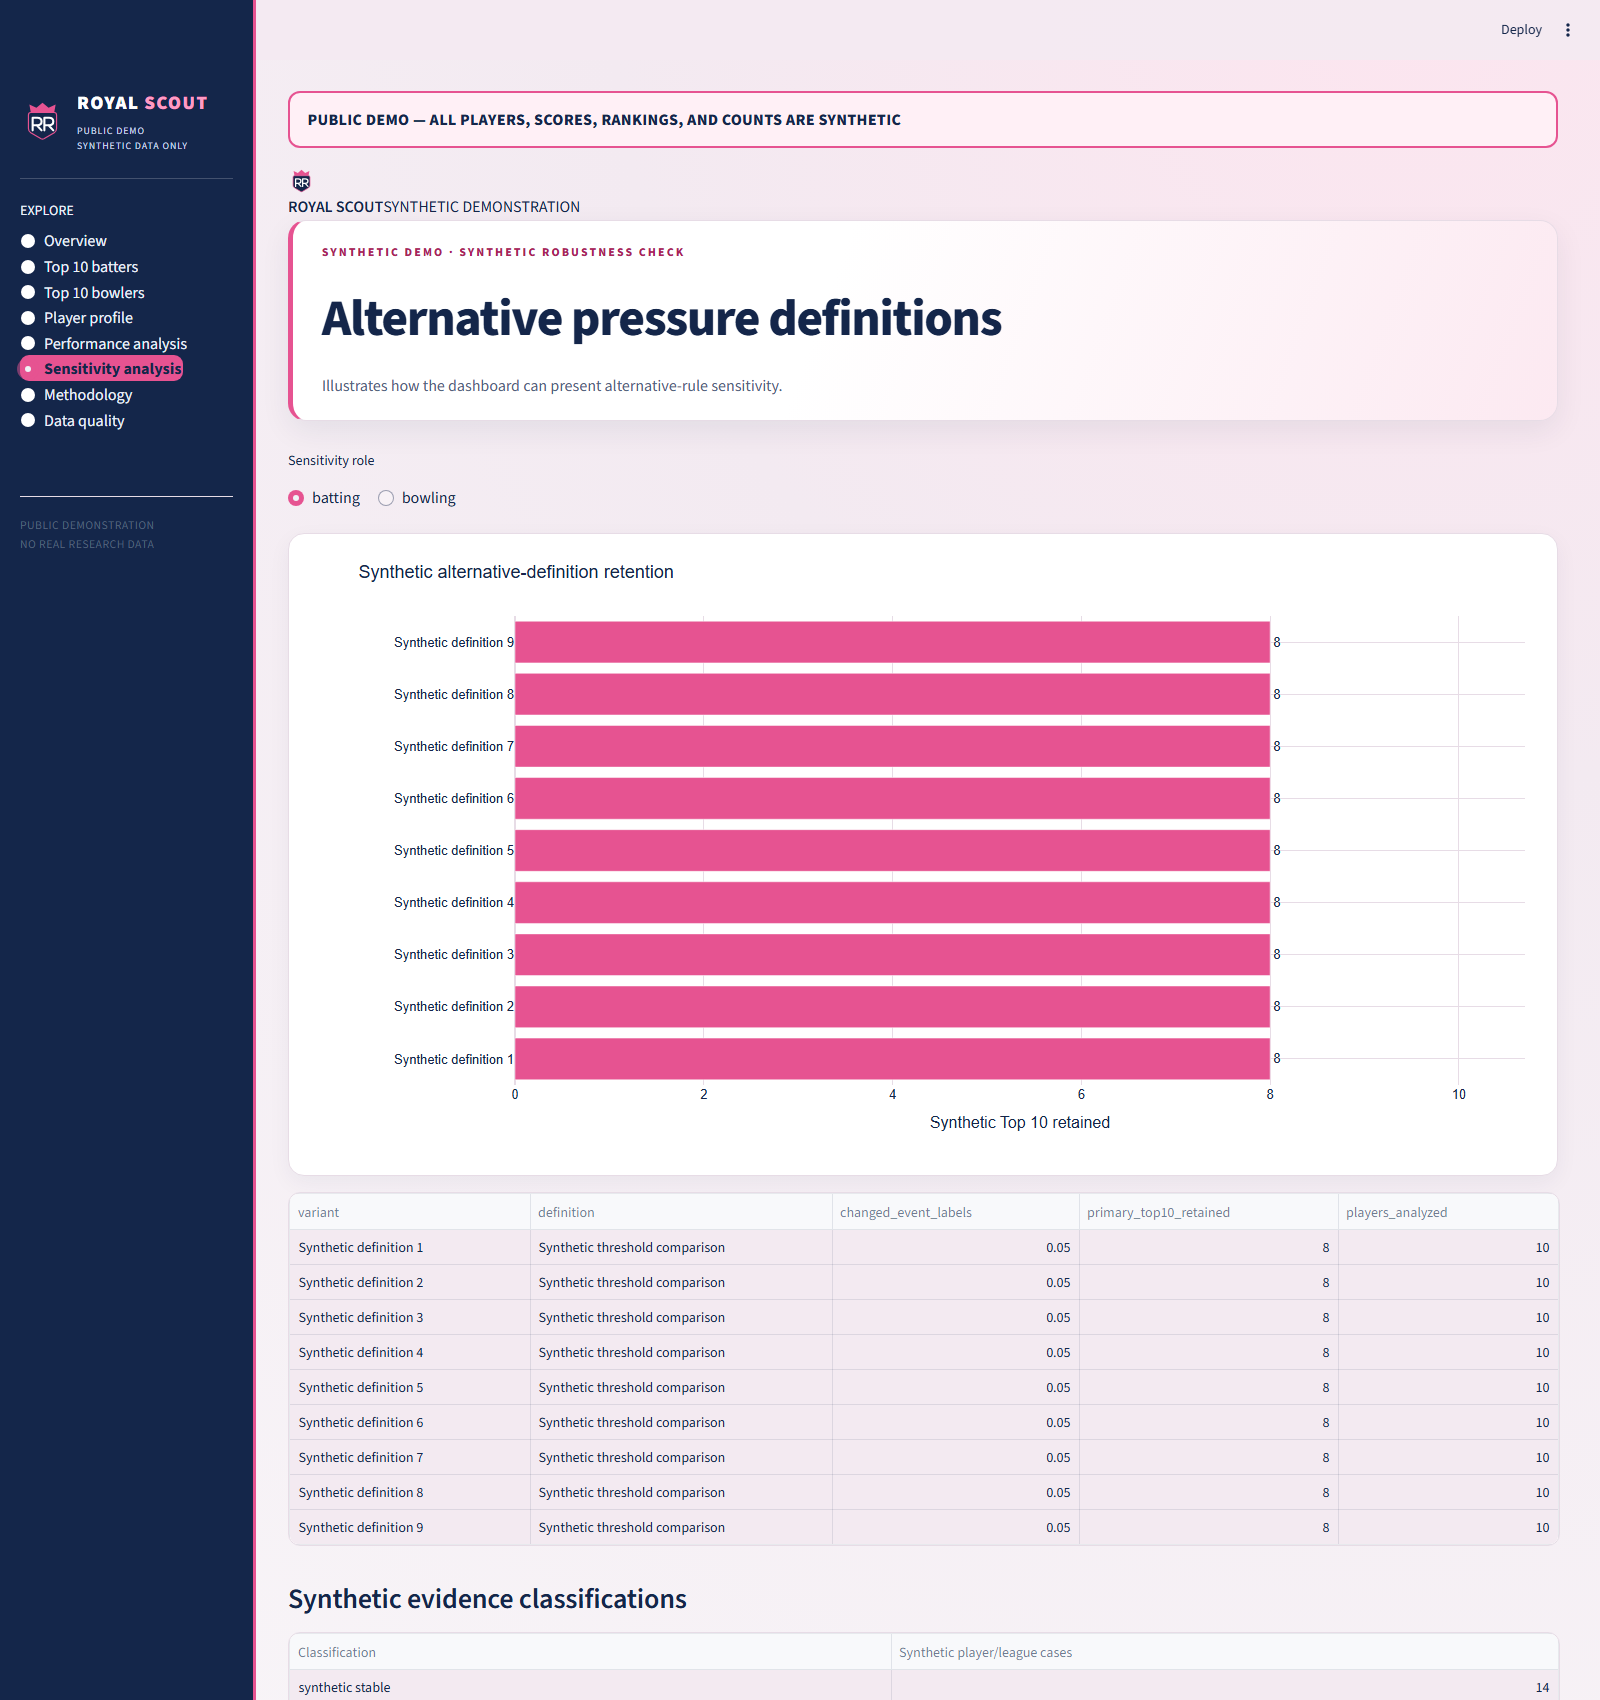 Deploy
RR
ROYAL SCOUT
PUBLIC DEMO
SYNTHETIC DATA ONLY
EXPLORE
Overview
Top 10 batters
Top 10 bowlers
Player profile
Performance analysis
Sensitivity analysis
Methodology
Data quality
PUBLIC DEMONSTRATION
NO REAL RESEARCH DATA
PUBLIC DEMO — ALL PLAYERS, SCORES, RANKINGS, AND COUNTS ARE SYNTHETIC
RR
ROYAL SCOUTSYNTHETIC DEMONSTRATION
SYNTHETIC DEMO · SYNTHETIC ROBUSTNESS CHECK
Alternative pressure definitions
Illustrates how the dashboard can present alternative-rule sensitivity.
Sensitivity role
batting bowling
Synthetic alternative-definition retention
Synthetic definition 9 8
Synthetic definition 8 8
Synthetic definition 7 8
Synthetic definition 6 8
Synthetic definition 5 8
Synthetic definition 4 8
Synthetic definition 3 8
Synthetic definition 2 8
Synthetic definition 1 8
0 2 4 6 8 10
Synthetic Top 10 retained
variant definition changed_event_labels primary_top10_retained players_analyzed
Synthetic definition 1 Synthetic threshold comparison 0.05 8 10
Synthetic definition 2 Synthetic threshold comparison 0.05 8 10
Synthetic definition 3 Synthetic threshold comparison 0.05 8 10
Synthetic definition 4 Synthetic threshold comparison 0.05 8 10
Synthetic definition 5 Synthetic threshold comparison 0.05 8 10
Synthetic definition 6 Synthetic threshold comparison 0.05 8 10
Synthetic definition 7 Synthetic threshold comparison 0.05 8 10
Synthetic definition 8 Synthetic threshold comparison 0.05 8 10
Synthetic definition 9 Synthetic threshold comparison 0.05 8 10
Synthetic evidence classifications
Classification Synthetic player/league cases
synthetic stable 14